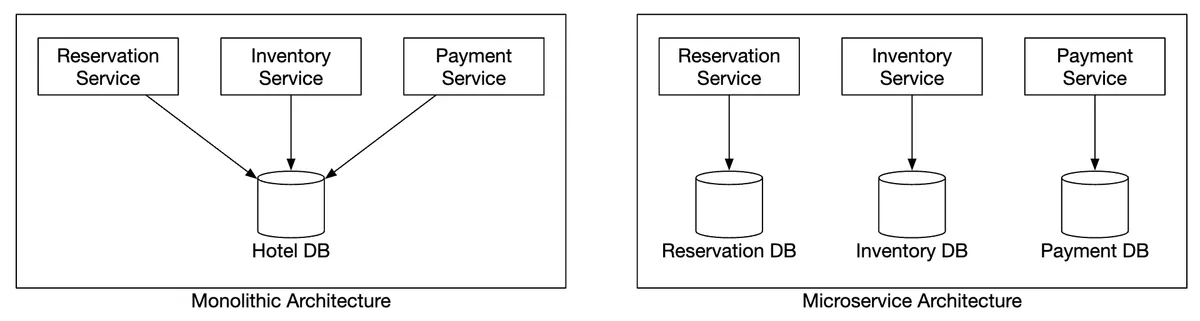 Reservation
Service
Inventory
Service
Payment
Service
Hotel DB
Monolithic Architecture
Reservation
Service
Inventory
Service
Payment
Service
Reservation DB
Inventory DB
Payment DB
Microservice Architecture